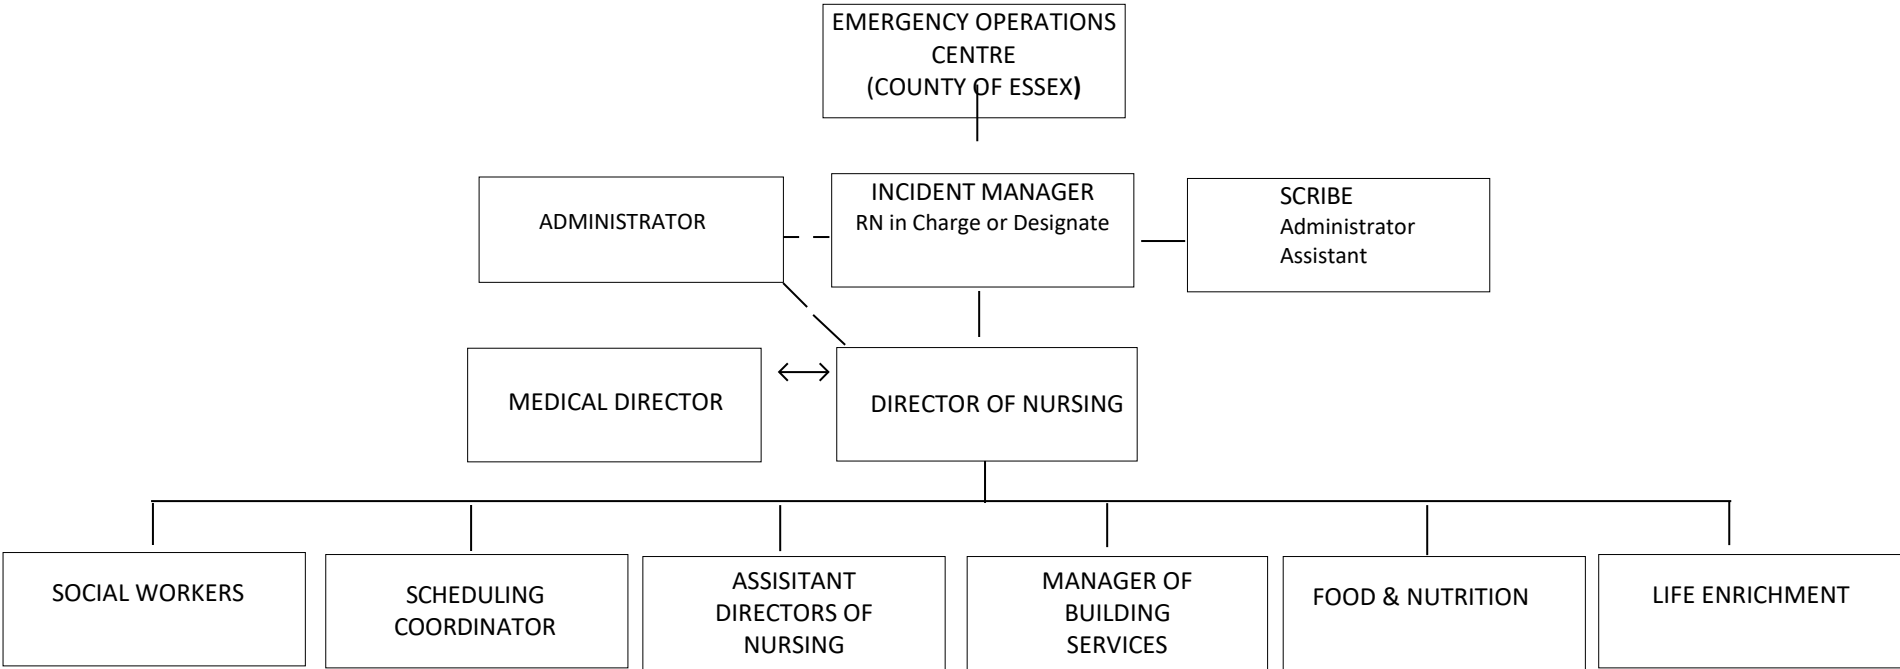 EMERGENCY OPERATIONS
CENTRE
(COUNTY OF ESSEX)
ADMINISTRATOR
INCIDENT MANAGER
RN in Charge or Designate
SCRIBE
Administrator
Assistant
MEDICAL DIRECTOR
DIRECTOR OF NURSING
SOCIAL WORKERS
SCHEDULING
COORDINATOR
ASSISITANT
DIRECTORS OF
NURSING
MANAGER OF
BUILDING
SERVICES
FOOD & NUTRITION
LIFE ENRICHMENT